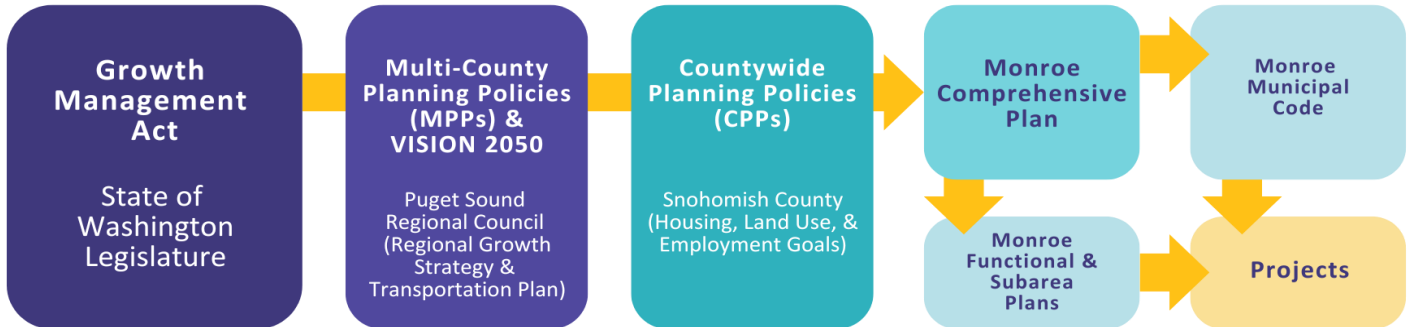 Growth
Management
Act
State of
Washington
Legislature
Multi-County
Planning Policies
(MPPs) &
VISION 2050
Puget Sound
Regional Council
(Regional Growth
Strategy &
Transportation Plan)
Countywide
Planning Policies
(CPPs)
Snohomish County
(Housing, Land Use, &
Employment Goals)
Monroe
Comprehensive
Plan
Monroe
Municipal
Code
Monroe
Functional &
Subarea
Plans
Projects